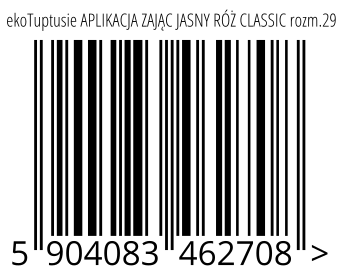 ekoTuptusie APLIKACJA ZAJĄC JASNY RÓŻ CLASSIC rozm.29
5 904083 462708 >